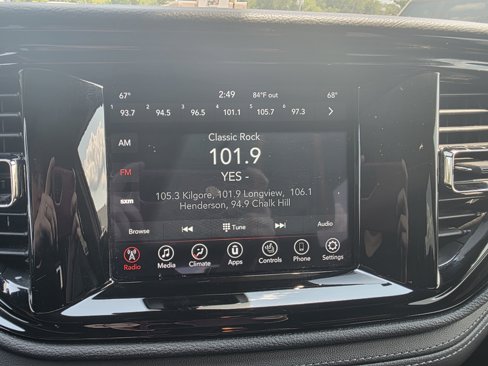 67° 2:49 84°F out 68°
1 93.7 2 94.5 3 96.5 4 101.1 5 105.7 6 97.3
AM
Classic Rock
101.9
FM
YES -
105.3 Kilgore, 101.9 Longview, 106.1
Henderson, 94.9 Chalk Hill
sxm
Browse Tune Audio
Radio Media Climate Apps Controls Phone Settings